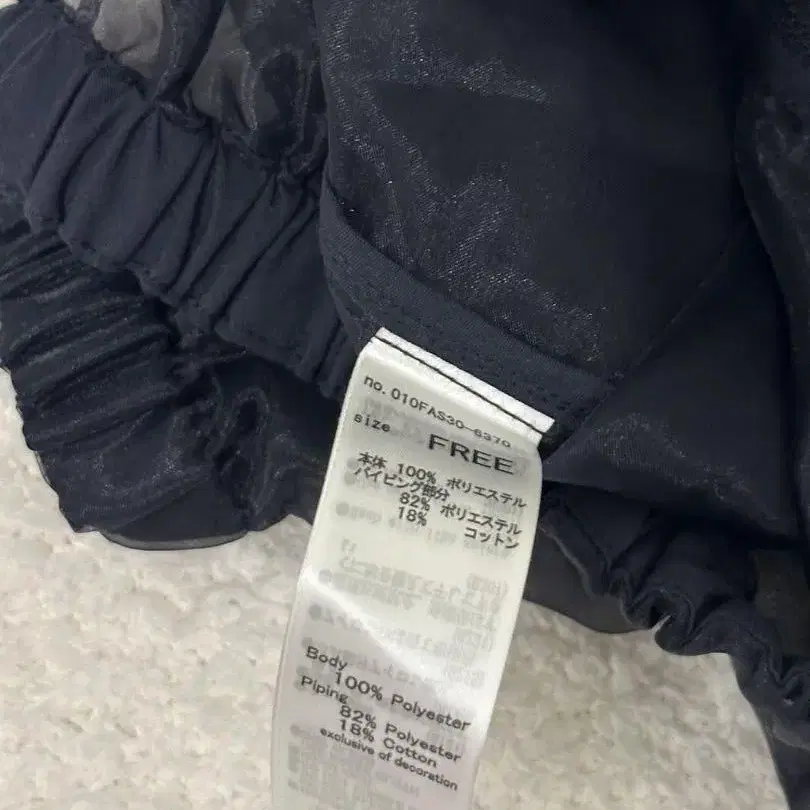 no. 010FAS30-6370
size FREE
本体 100% ポリエステル
パイピング部分
82% ポリエステル
18% コットン
Body
100% Polyester
Piping
82% Polyester
18% Cotton
exclusive of decoration